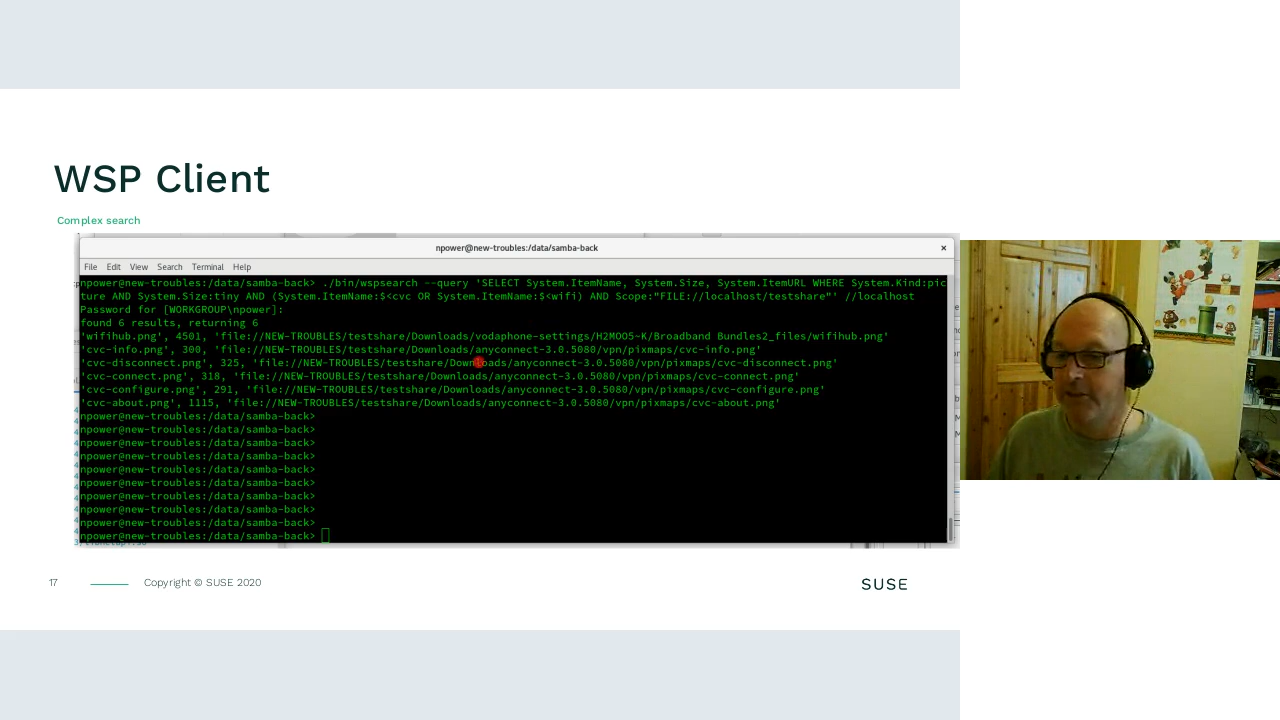 WSP Client
Complex search
npower@new-troubles:/data/samba-back
×
File Edit View Search Terminal Help
npower@new-troubles:/data/samba-back> ./bin/wspsearch --query 'SELECT System.ItemName, System.Size, System.ItemURL WHERE System.Kind:pic
ture AND System.Size:tiny AND (System.ItemName:$<cvc OR System.ItemName:$<wifi) AND Scope:"FILE://localhost/testshare"' //localhost
Password for [WORKGROUP\npower]:
found 6 results, returning 6
'wifihub.png', 4501, 'file://NEW-TROUBLES/testshare/Downloads/vodaphone-settings/H2MOO5~K/Broadband Bundles2_files/wifihub.png'
'cvc-info.png', 300, 'file://NEW-TROUBLES/testshare/Downloads/anyconnect-3.0.5080/vpn/pixmaps/cvc-info.png'
'cvc-disconnect.png', 325, 'file://NEW-TROUBLES/testshare/Downloads/anyconnect-3.0.5080/vpn/pixmaps/cvc-disconnect.png'
'cvc-connect.png', 318, 'file://NEW-TROUBLES/testshare/Downloads/anyconnect-3.0.5080/vpn/pixmaps/cvc-connect.png'
'cvc-configure.png', 291, 'file://NEW-TROUBLES/testshare/Downloads/anyconnect-3.0.5080/vpn/pixmaps/cvc-configure.png'
'cvc-about.png', 1115, 'file://NEW-TROUBLES/testshare/Downloads/anyconnect-3.0.5080/vpn/pixmaps/cvc-about.png'
npower@new-troubles:/data/samba-back>
npower@new-troubles:/data/samba-back>
npower@new-troubles:/data/samba-back>
npower@new-troubles:/data/samba-back>
npower@new-troubles:/data/samba-back>
npower@new-troubles:/data/samba-back>
npower@new-troubles:/data/samba-back>
npower@new-troubles:/data/samba-back>
npower@new-troubles:/data/samba-back>
npower@new-troubles:/data/samba-back>
17 Copyright © SUSE 2020
SUSE